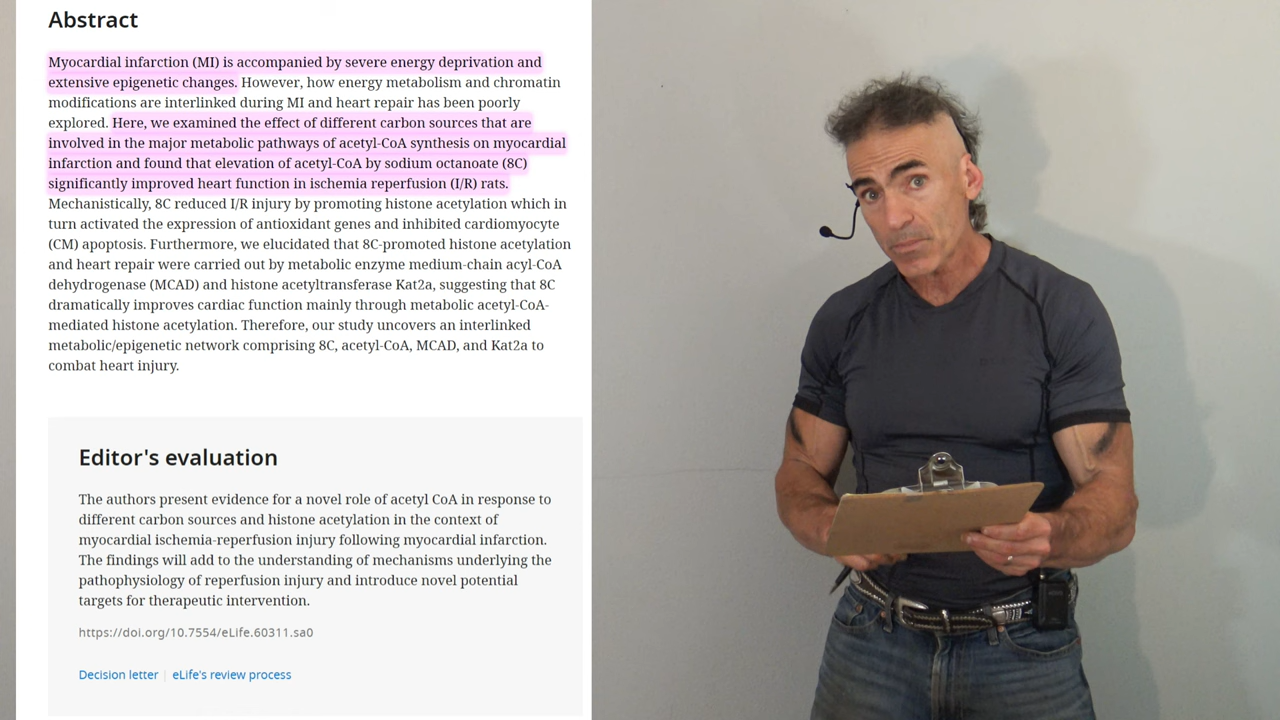 Abstract
Myocardial infarction (MI) is accompanied by severe energy deprivation and
extensive epigenetic changes. However, how energy metabolism and chromatin
modifications are interlinked during MI and heart repair has been poorly
explored. Here, we examined the effect of different carbon sources that are
involved in the major metabolic pathways of acetyl-CoA synthesis on myocardial
infarction and found that elevation of acetyl-CoA by sodium octanoate (8C)
significantly improved heart function in ischemia reperfusion (I/R) rats.
Mechanistically, 8C reduced I/R injury by promoting histone acetylation which in
turn activated the expression of antioxidant genes and inhibited cardiomyocyte
(CM) apoptosis. Furthermore, we elucidated that 8C-promoted histone acetylation
and heart repair were carried out by metabolic enzyme medium-chain acyl-CoA
dehydrogenase (MCAD) and histone acetyltransferase Kat2a, suggesting that 8C
dramatically improves cardiac function mainly through metabolic acetyl-CoA-
mediated histone acetylation. Therefore, our study uncovers an interlinked
metabolic/epigenetic network comprising 8C, acetyl-CoA, MCAD, and Kat2a to
combat heart injury.
Editor's evaluation
The authors present evidence for a novel role of acetyl CoA in response to
different carbon sources and histone acetylation in the context of
myocardial ischemia-reperfusion injury following myocardial infarction.
The findings will add to the understanding of mechanisms underlying the
pathophysiology of reperfusion injury and introduce novel potential
targets for therapeutic intervention.
https://doi.org/10.7554/eLife.60311.sa0
Decision letter | eLife's review process